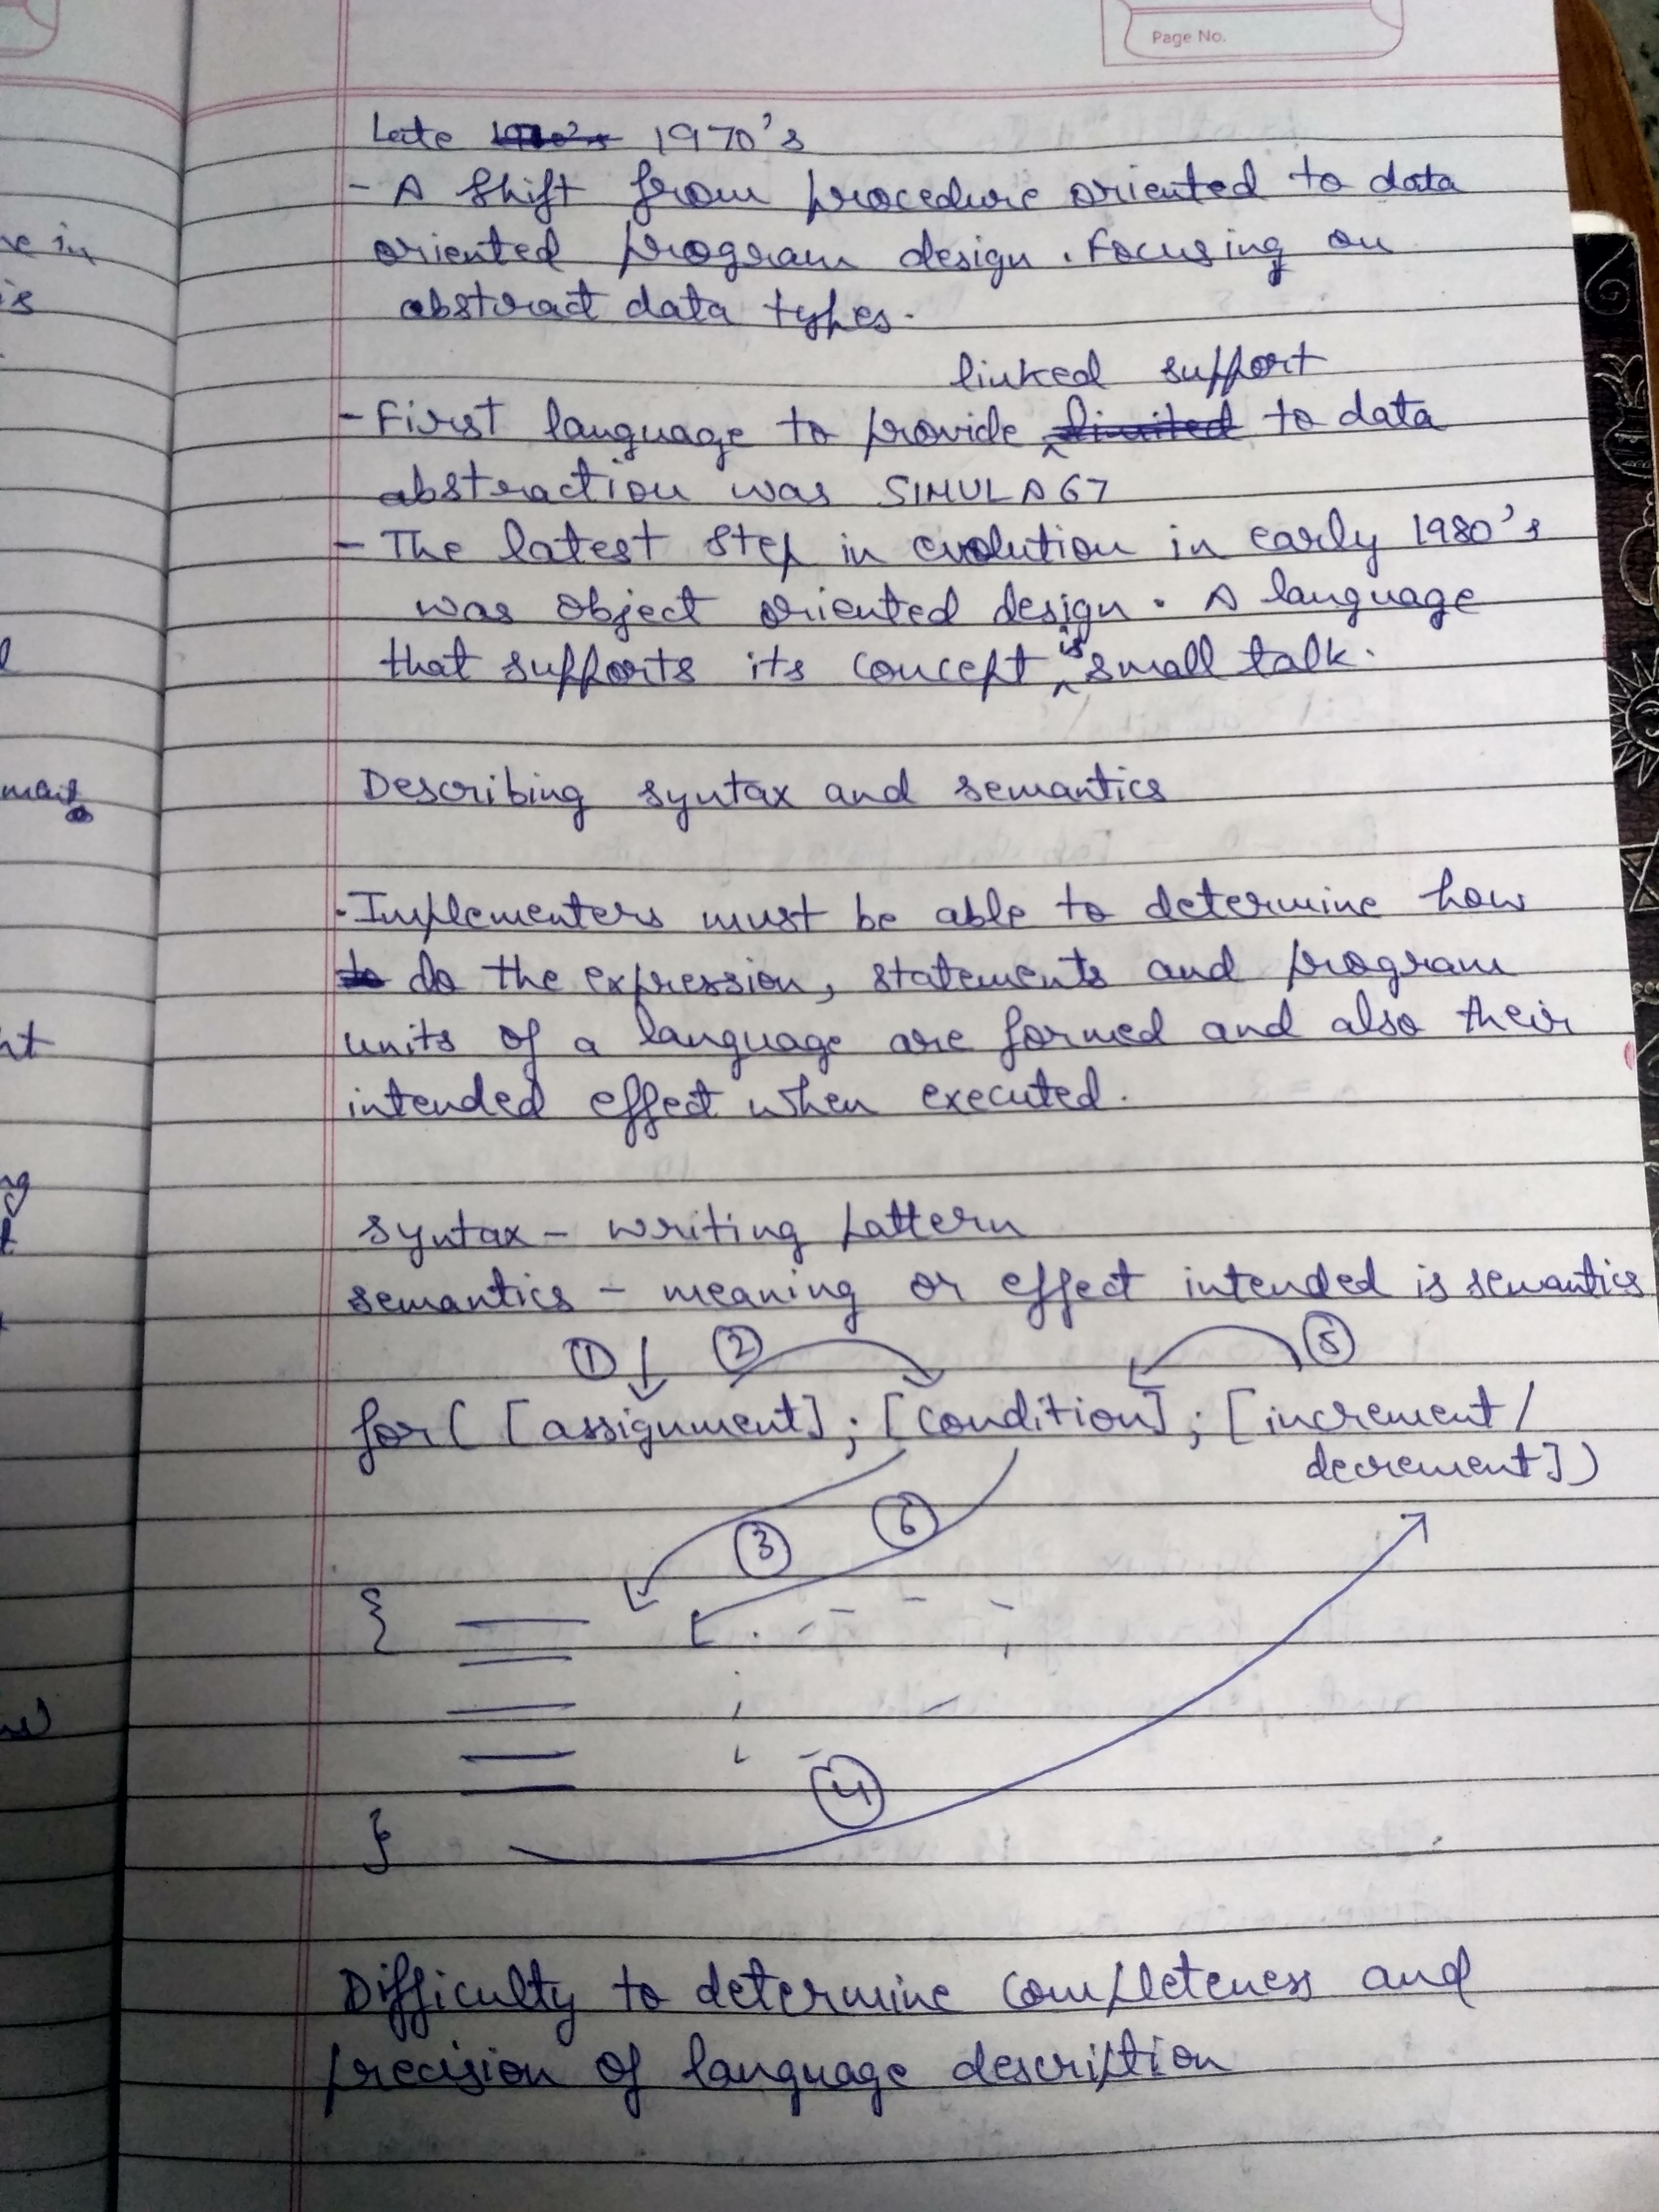 Page No.
Late 1970's
- A shift from procedure oriented to data
oriented program design. Focusing on
abstract data types.
linked support
- First language to provide limited to data
abstraction was SIMULA67
- The latest step in evolution in early 1980's
was object oriented design. A language
that supports its concept is small talk.
Describing syntax and semantics
. Implementers must be able to determine how
to do the expression, statements and program
units of a language are formed and also their
intended effect when executed.
syntax - writing pattern
semantics - meaning or effect intended is semantics
1 2 5
for( [assignment]; [condition]; [increment/
decrement])
3 6
{
4
}
Difficulty to determine completeness and
precision of language description